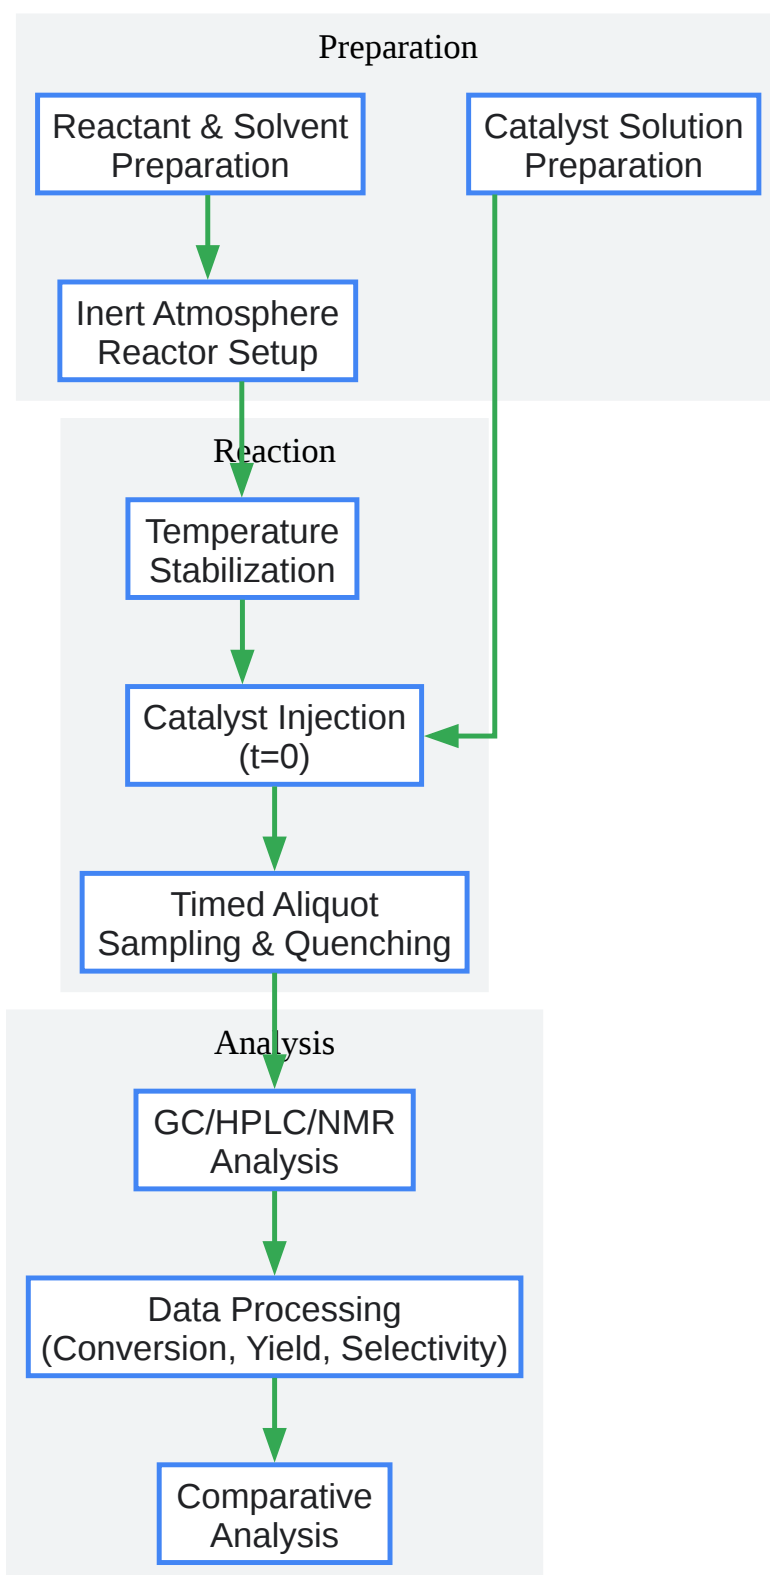 Preparation
Reactant & Solvent
Preparation
Catalyst Solution
Preparation
Inert Atmosphere
Reactor Setup
Reaction
Temperature
Stabilization
Catalyst Injection
(t=0)
Timed Aliquot
Sampling & Quenching
Analysis
GC/HPLC/NMR
Analysis
Data Processing
(Conversion, Yield, Selectivity)
Comparative
Analysis